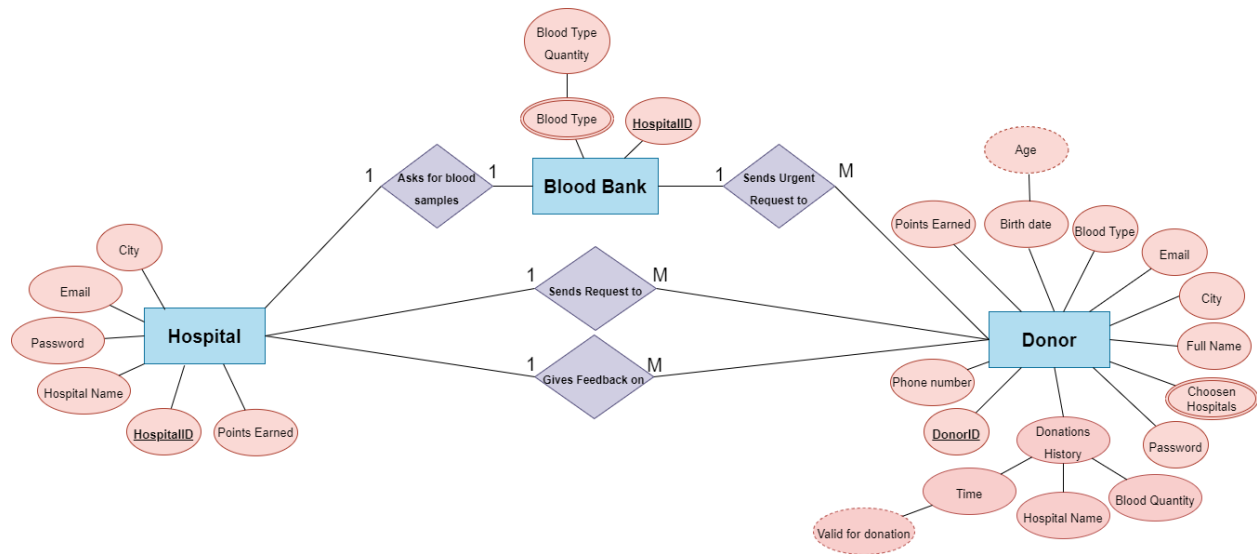 Blood Type
Quantity
Blood Type
HospitalID
Age
1
Asks for blood
samples
1
Blood Bank
1
Sends Urgent
Request to
M
Points Earned
Birth date
Blood Type
Email
City
City
Email
Password
Hospital Name
HospitalID
Points Earned
Hospital
1
Sends Request to
M
1
Gives Feedback on
M
Donor
Full Name
Choosen
Hospitals
Phone number
DonorID
Donations
History
Password
Time
Hospital Name
Blood Quantity
Valid for donation